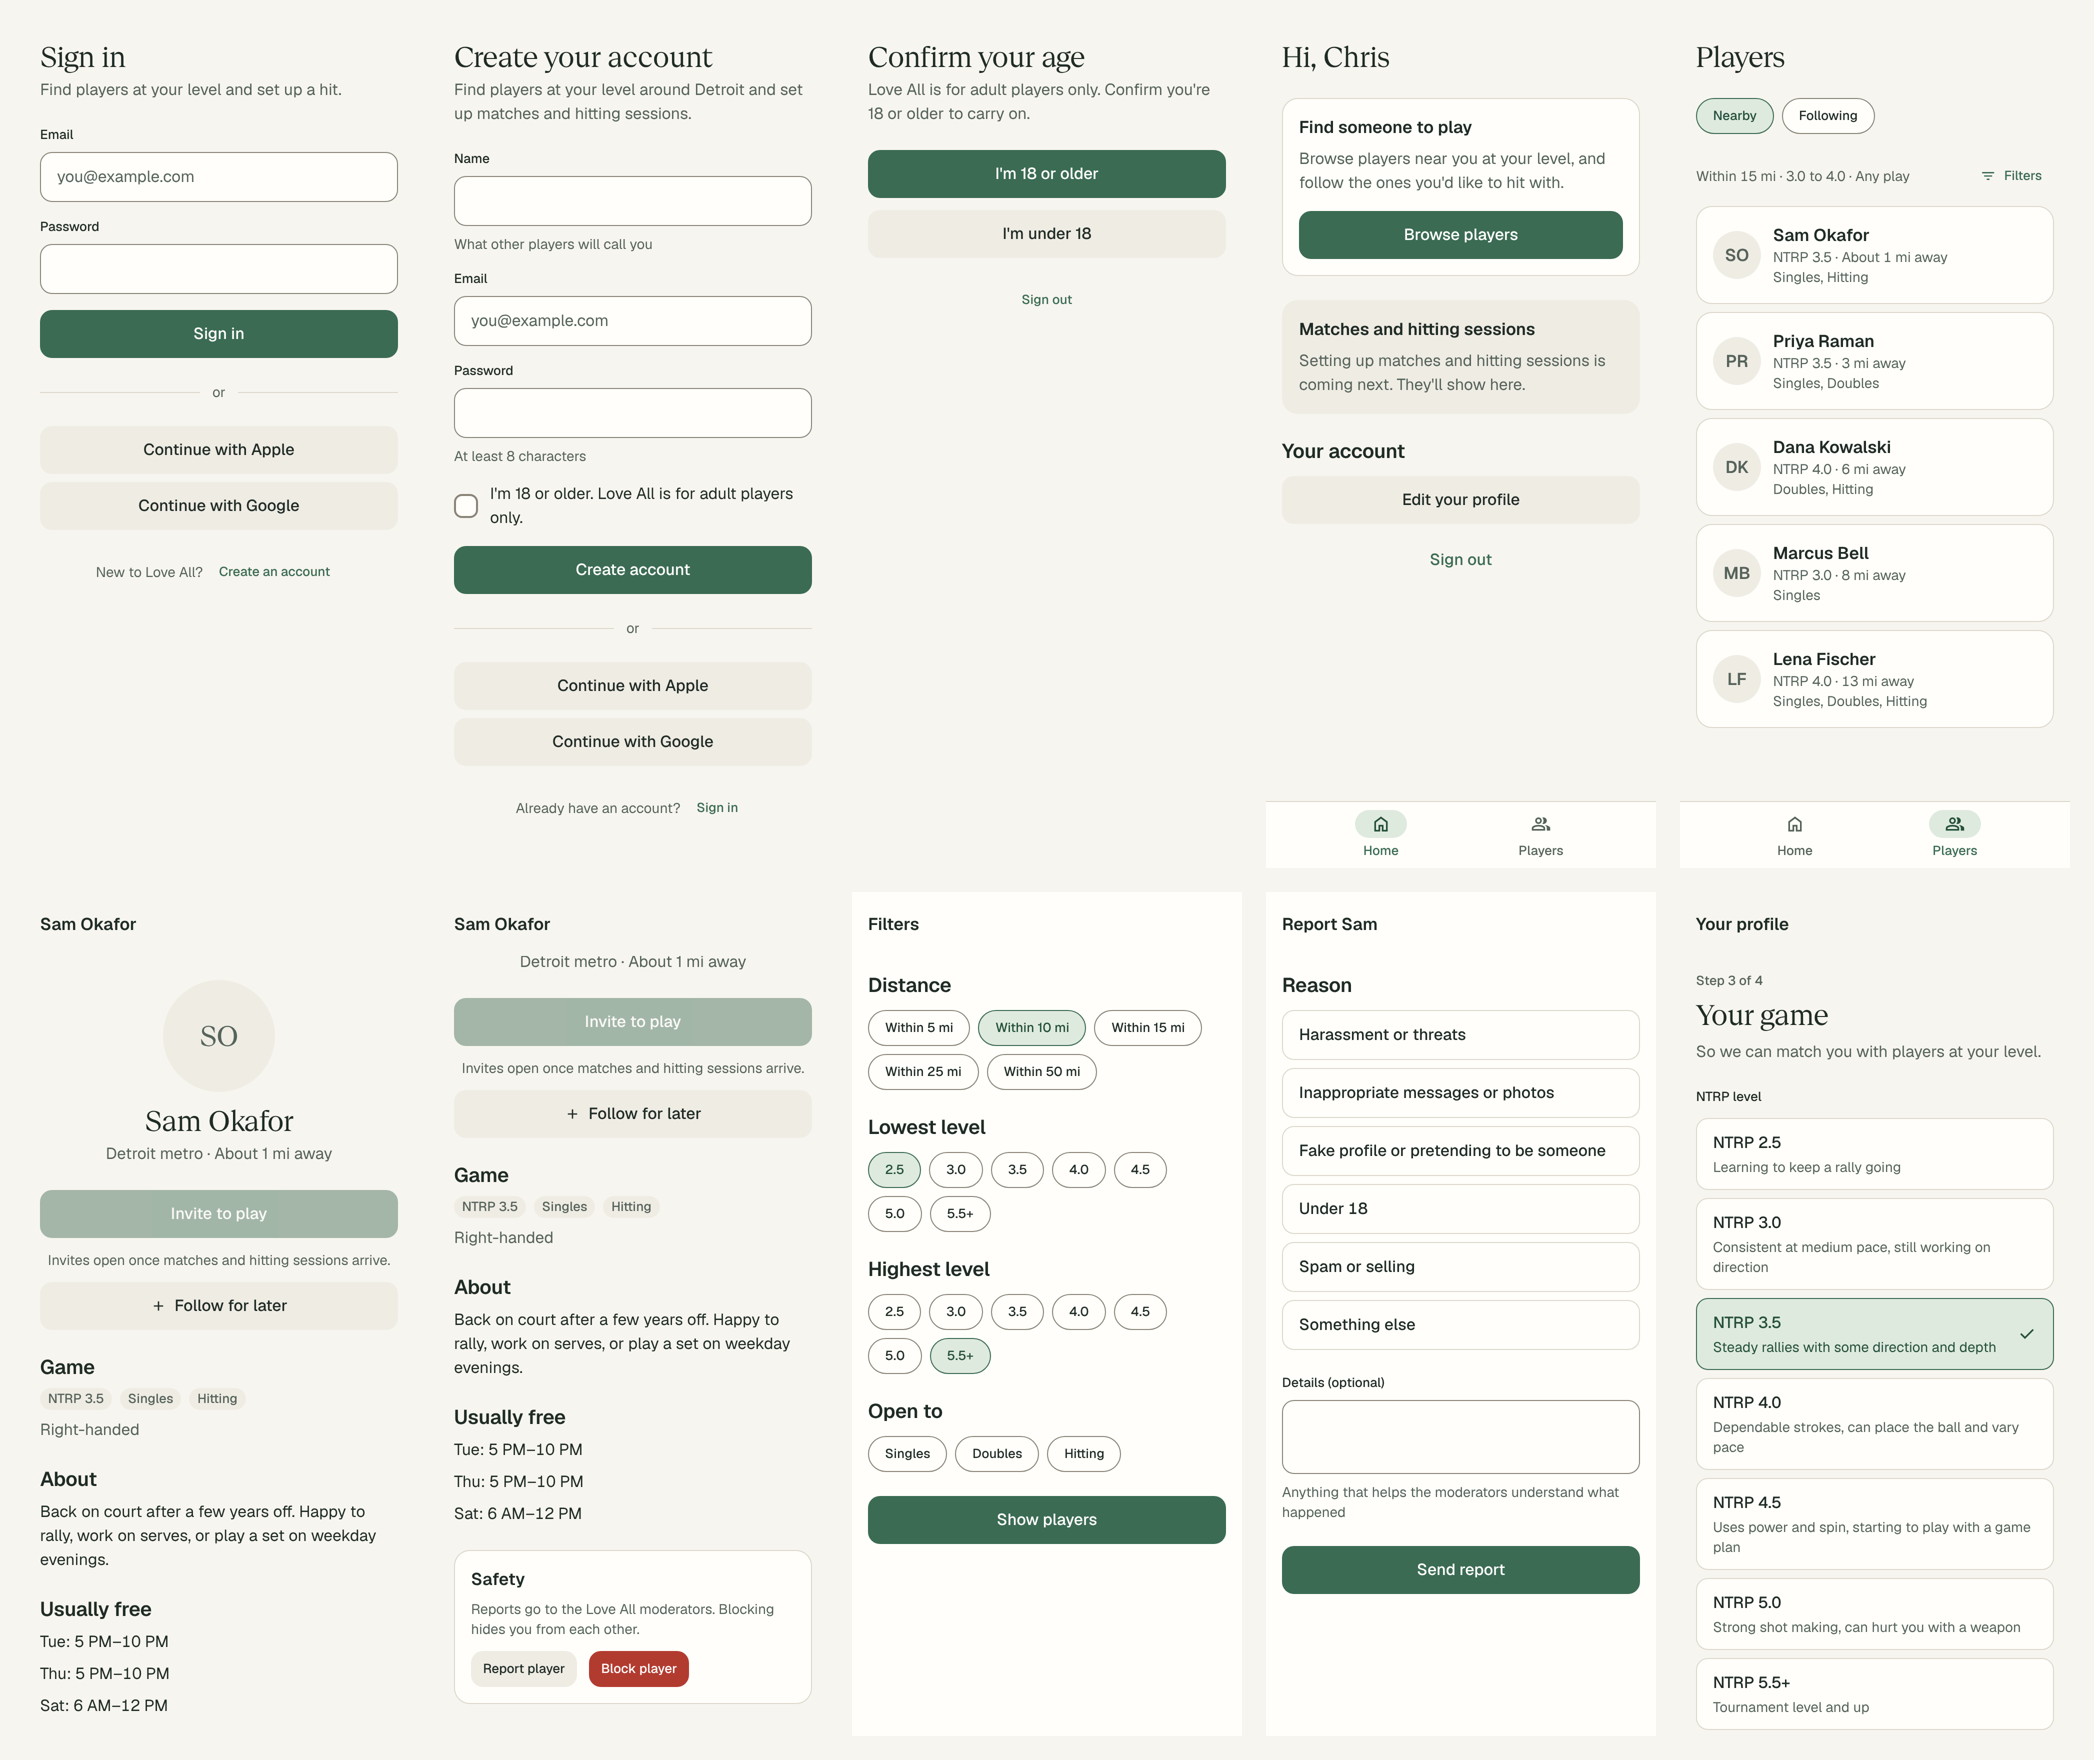 Sign in
Find players at your level and set up a hit.
Email
you@example.com
Password
Sign in
or
Continue with Apple
Continue with Google
New to Love All? Create an account
Create your account
Find players at your level around Detroit and set
up matches and hitting sessions.
Name
What other players will call you
Email
you@example.com
Password
At least 8 characters
I'm 18 or older. Love All is for adult players
only.
Create account
or
Continue with Apple
Continue with Google
Already have an account? Sign in
Confirm your age
Love All is for adult players only. Confirm you're
18 or older to carry on.
I'm 18 or older
I'm under 18
Sign out
Hi, Chris
Find someone to play
Browse players near you at your level, and
follow the ones you'd like to hit with.
Browse players
Matches and hitting sessions
Setting up matches and hitting sessions is
coming next. They'll show here.
Your account
Edit your profile
Sign out
Home Players
Players
Nearby Following
Within 15 mi · 3.0 to 4.0 · Any play Filters
SO
Sam Okafor
NTRP 3.5 · About 1 mi away
Singles, Hitting
PR
Priya Raman
NTRP 3.5 · 3 mi away
Singles, Doubles
DK
Dana Kowalski
NTRP 4.0 · 6 mi away
Doubles, Hitting
MB
Marcus Bell
NTRP 3.0 · 8 mi away
Singles
LF
Lena Fischer
NTRP 4.0 · 13 mi away
Singles, Doubles, Hitting
Home Players
Sam Okafor
SO
Sam Okafor
Detroit metro · About 1 mi away
Invite to play
Invites open once matches and hitting sessions arrive.
+ Follow for later
Game
NTRP 3.5 Singles Hitting
Right-handed
About
Back on court after a few years off. Happy to
rally, work on serves, or play a set on weekday
evenings.
Usually free
Tue: 5 PM–10 PM
Thu: 5 PM–10 PM
Sat: 6 AM–12 PM
Sam Okafor
Detroit metro · About 1 mi away
Invite to play
Invites open once matches and hitting sessions arrive.
+ Follow for later
Game
NTRP 3.5 Singles Hitting
Right-handed
About
Back on court after a few years off. Happy to
rally, work on serves, or play a set on weekday
evenings.
Usually free
Tue: 5 PM–10 PM
Thu: 5 PM–10 PM
Sat: 6 AM–12 PM
Safety
Reports go to the Love All moderators. Blocking
hides you from each other.
Report player Block player
Filters
Distance
Within 5 mi Within 10 mi Within 15 mi
Within 25 mi Within 50 mi
Lowest level
2.5 3.0 3.5 4.0 4.5
5.0 5.5+
Highest level
2.5 3.0 3.5 4.0 4.5
5.0 5.5+
Open to
Singles Doubles Hitting
Show players
Report Sam
Reason
Harassment or threats
Inappropriate messages or photos
Fake profile or pretending to be someone
Under 18
Spam or selling
Something else
Details (optional)
Anything that helps the moderators understand what
happened
Send report
Your profile
Step 3 of 4
Your game
So we can match you with players at your level.
NTRP level
NTRP 2.5
Learning to keep a rally going
NTRP 3.0
Consistent at medium pace, still working on
direction
NTRP 3.5
Steady rallies with some direction and depth
NTRP 4.0
Dependable strokes, can place the ball and vary
pace
NTRP 4.5
Uses power and spin, starting to play with a game
plan
NTRP 5.0
Strong shot making, can hurt you with a weapon
NTRP 5.5+
Tournament level and up